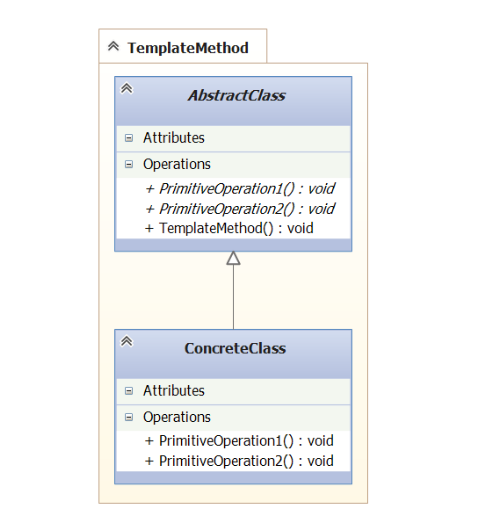 TemplateMethod
AbstractClass
Attributes
Operations
+ PrimitiveOperation1() : void
+ PrimitiveOperation2() : void
+ TemplateMethod() : void
ConcreteClass
Attributes
Operations
+ PrimitiveOperation1() : void
+ PrimitiveOperation2() : void